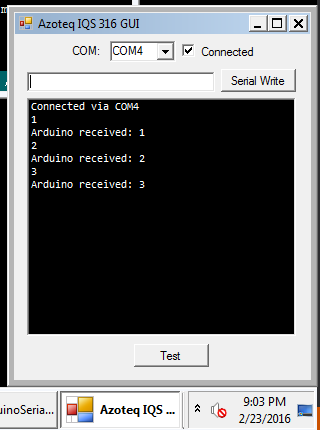 Azoteq IQS 316 GUI
COM: COM4 Connected
Serial Write
Connected via COM4
1
Arduino received: 1
2
Arduino received: 2
3
Arduino received: 3
Test
uinoSeria... Azoteq IQS ... 9:03 PM
2/23/2016